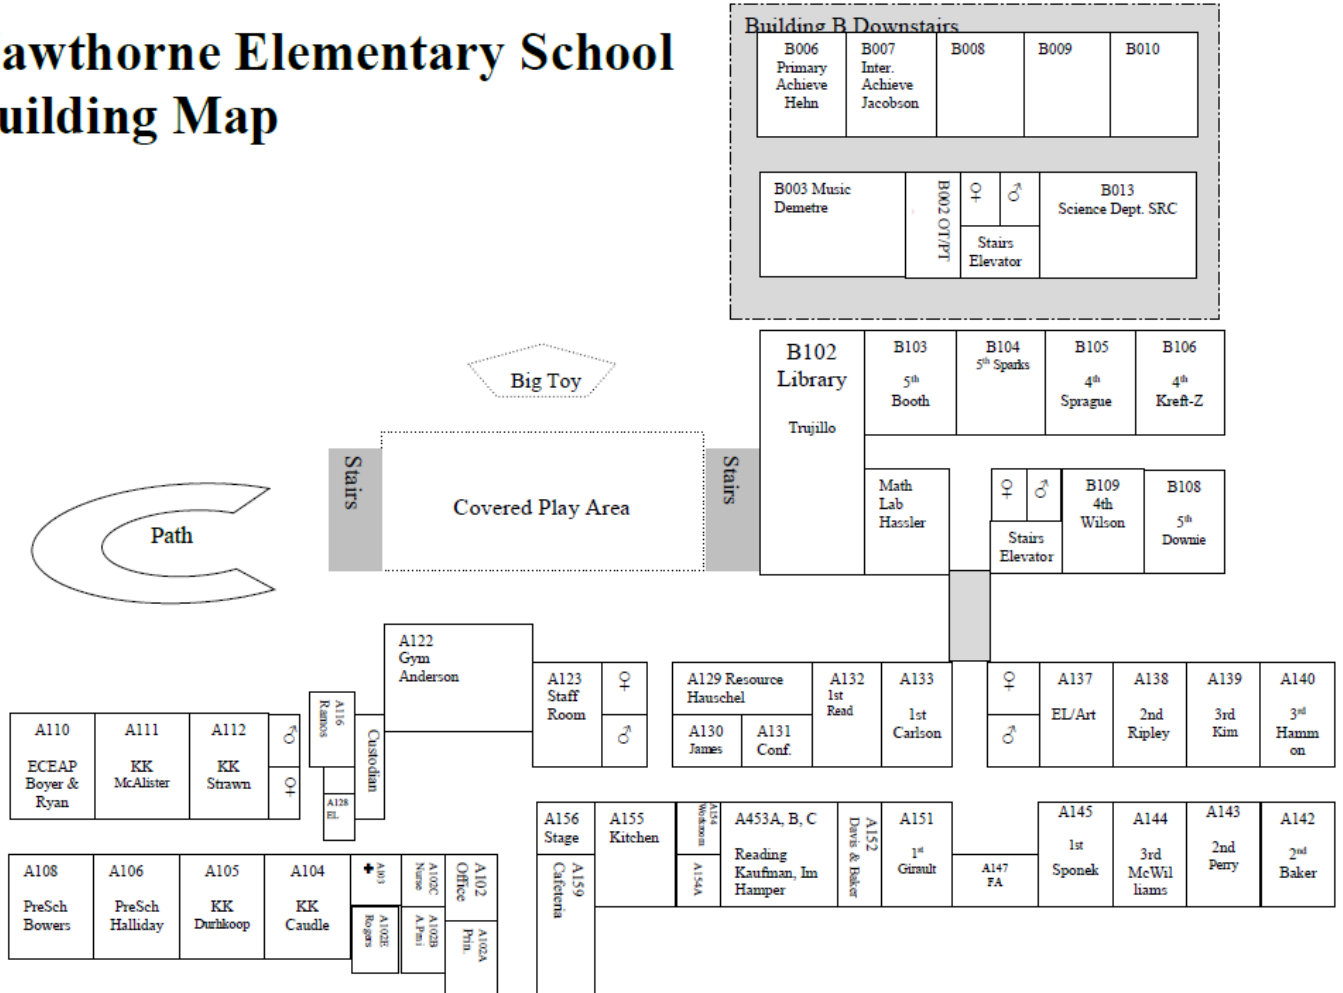 awthorne Elementary School
uilding Map
Building B Downstairs
B006
Primary
Achieve
Hehn
B007
Inter.
Achieve
Jacobson
B008
B009
B010
B003 Music
Demetre
B002 OT/PT
♀
♂
Stairs
Elevator
B013
Science Dept. SRC
B102
Library
Trujillo
B103
5th
Booth
B104
5th Sparks
B105
4th
Sprague
B106
4th
Kreft-Z
Big Toy
Stairs
Covered Play Area
Stairs
Path
Math
Lab
Hassler
♀
♂
Stairs
Elevator
B109
4th
Wilson
B108
5th
Downie
A122
Gym
Anderson
A123
Staff
Room
♀
♂
A129 Resource
Hauschel
A130
James
A131
Conf.
A132
1st
Read
A133
1st
Carlson
♀
♂
A137
EL/Art
A138
2nd
Ripley
A139
3rd
Kim
A140
3rd
Hamm
on
A110
ECEAP
Boyer &
Ryan
A111
KK
McAlister
A112
KK
Strawn
♂
♀
A116
Ramos
Custodian
A128
EL
A156
Stage
A155
Kitchen
A154
Workroom
A154A
A453A, B, C
Reading
Kaufman, Im
Hamper
A152
Davis & Baker
A151
1st
Girault
A147
FA
A145
1st
Sponek
A144
3rd
McWil
liams
A143
2nd
Perry
A142
2nd
Baker
A108
PreSch
Bowers
A106
PreSch
Halliday
A105
KK
Durhkoop
A104
KK
Caudle
A103
A102E
Rogers
A102C
Nurse
A102B
A.Prni
A102
Office
A102A
Prin.
A159
Cafeteria